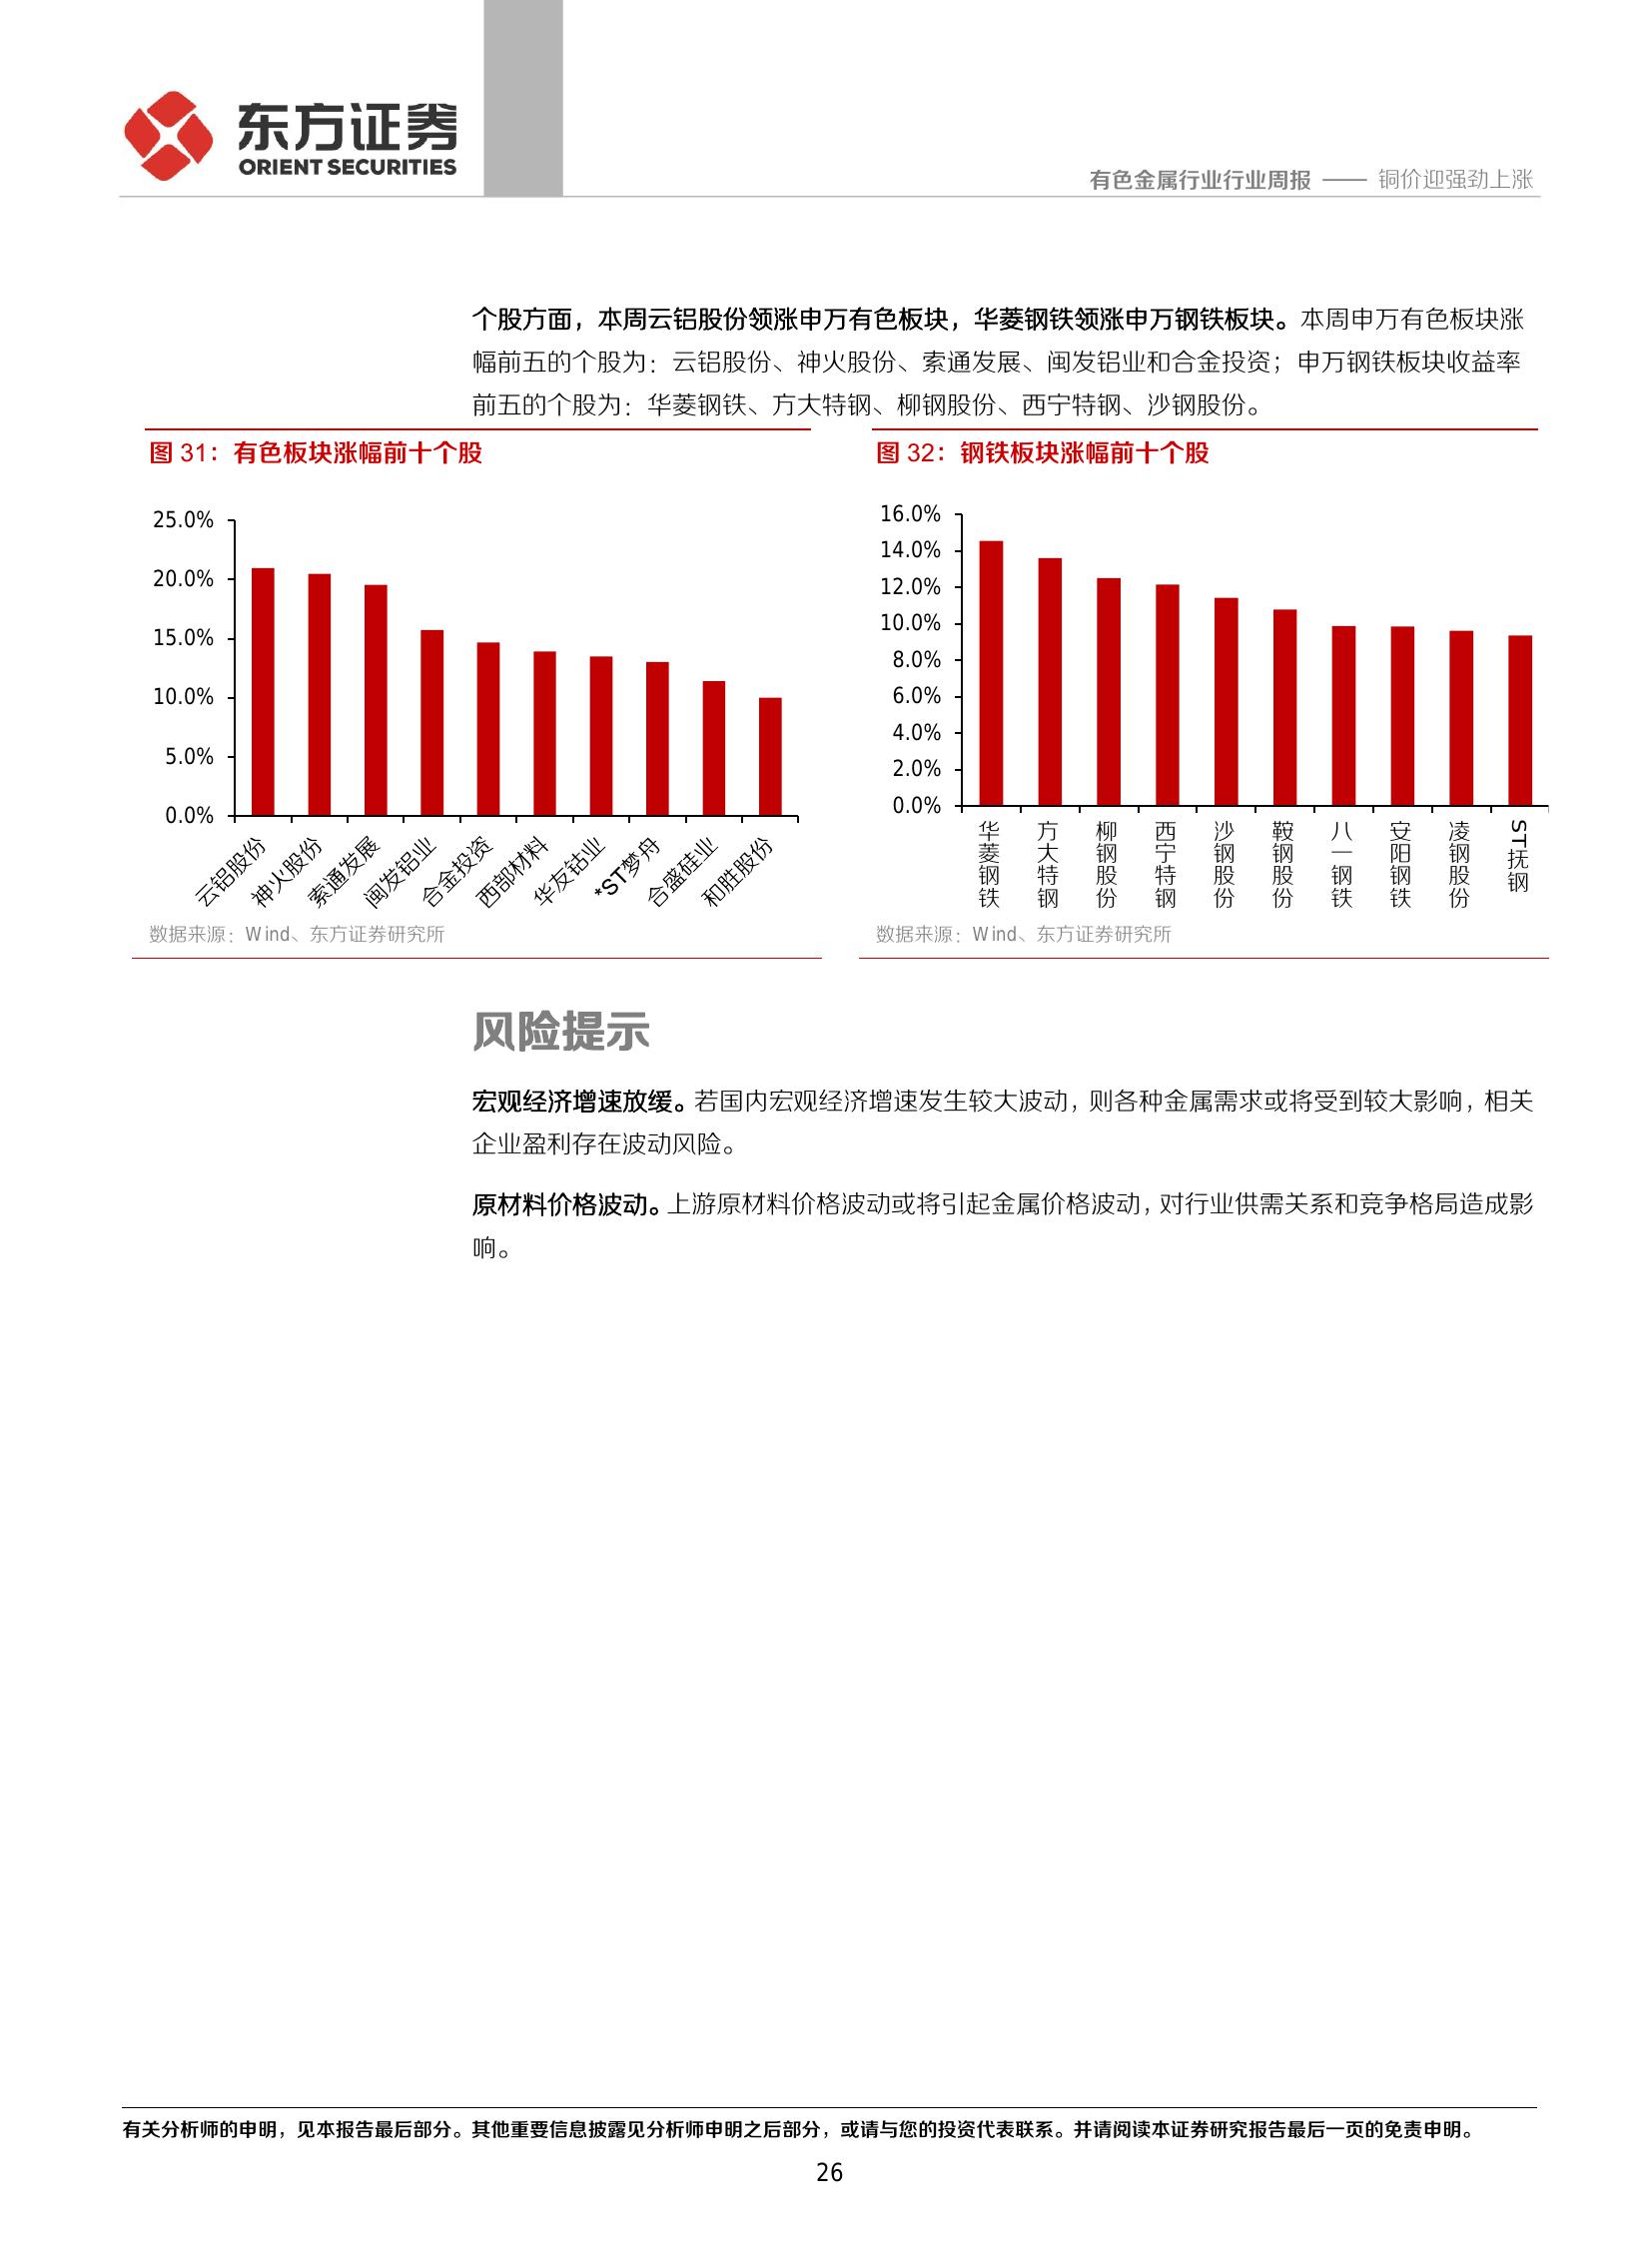 东方证券
ORIENT SECURITIES
有色金属行业行业周报 —— 铜价迎强劲上涨
个股方面，本周云铝股份领涨申万有色板块，华菱钢铁领涨申万钢铁板块。本周申万有色板块涨
幅前五的个股为：云铝股份、神火股份、索通发展、闽发铝业和合金投资；申万钢铁板块收益率
前五的个股为：华菱钢铁、方大特钢、柳钢股份、西宁特钢、沙钢股份。
图 31：有色板块涨幅前十个股
25.0%
20.0%
15.0%
10.0%
5.0%
0.0%
云铝股份
神火股份
索通发展
闽发铝业
合金投资
西部材料
华友钴业
*ST梦舟
合盛硅业
和胜股份
数据来源：Wind、东方证券研究所
图 32：钢铁板块涨幅前十个股
16.0%
14.0%
12.0%
10.0%
8.0%
6.0%
4.0%
2.0%
0.0%
华菱钢铁
方大特钢
柳钢股份
西宁特钢
沙钢股份
鞍钢股份
八一钢铁
安阳钢铁
凌钢股份
ST抚钢
数据来源：Wind、东方证券研究所
风险提示
宏观经济增速放缓。若国内宏观经济增速发生较大波动，则各种金属需求或将受到较大影响，相关
企业盈利存在波动风险。
原材料价格波动。上游原材料价格波动或将引起金属价格波动，对行业供需关系和竞争格局造成影
响。
有关分析师的申明，见本报告最后部分。其他重要信息披露见分析师申明之后部分，或请与您的投资代表联系。并请阅读本证券研究报告最后一页的免责申明。
26